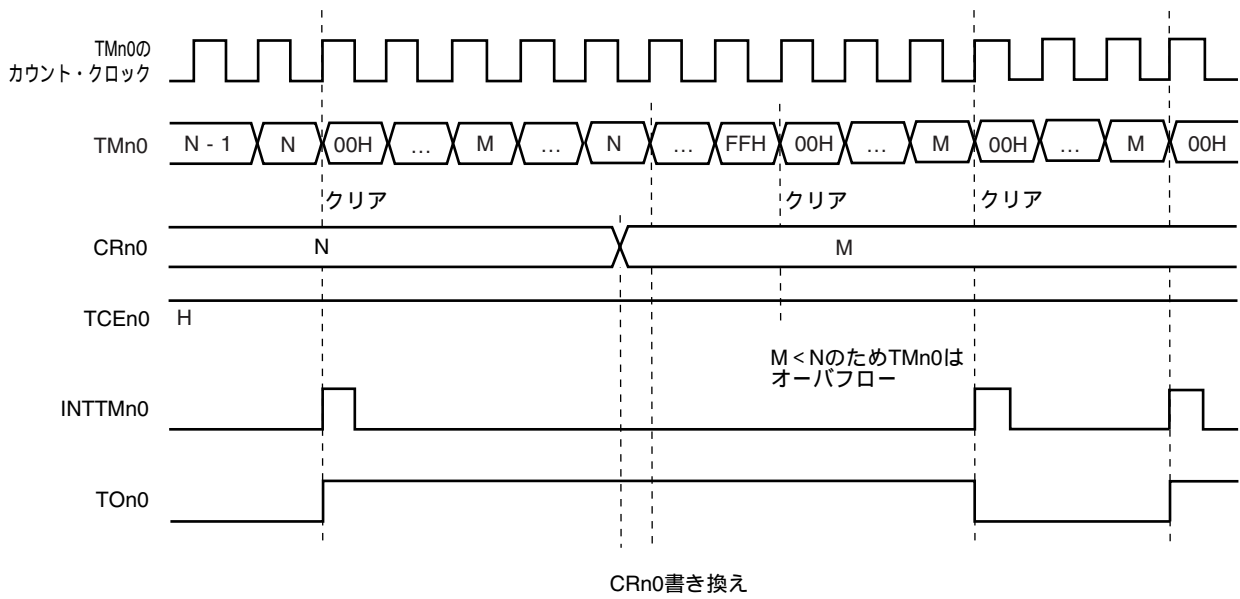 TMn0の
カウント・クロック
TMn0 N - 1 N 00H … M … N … FFH 00H … M 00H … M 00H
クリア クリア クリア
CRn0 N M
TCEn0 H
M < NのためTMn0は
オーバフロー
INTTMn0
TOn0
CRn0書き換え